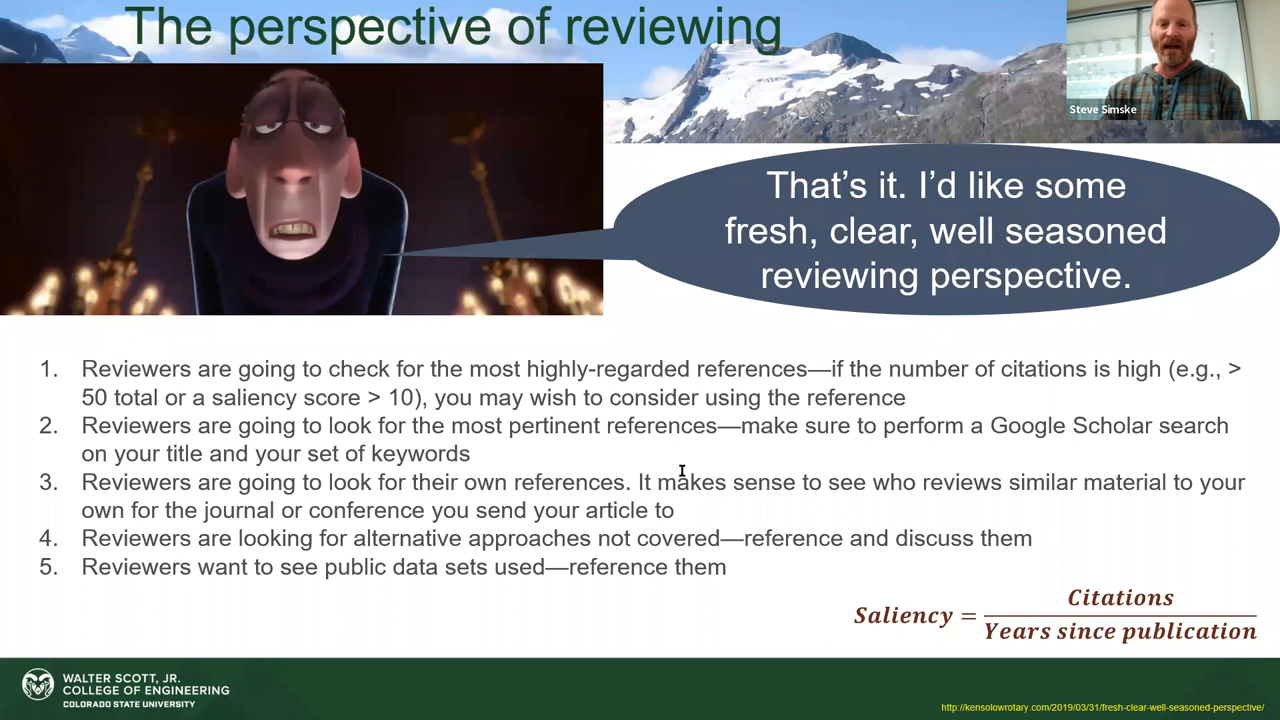 The perspective of reviewing
Steve Simske
That’s it. I’d like some
fresh, clear, well seasoned
reviewing perspective.
1. Reviewers are going to check for the most highly-regarded references—if the number of citations is high (e.g., >
50 total or a saliency score > 10), you may wish to consider using the reference
2. Reviewers are going to look for the most pertinent references—make sure to perform a Google Scholar search
on your title and your set of keywords
3. Reviewers are going to look for their own references. It makes sense to see who reviews similar material to your
own for the journal or conference you send your article to
4. Reviewers are looking for alternative approaches not covered—reference and discuss them
5. Reviewers want to see public data sets used—reference them
Saliency = Citations / Years since publication
WALTER SCOTT, JR.
COLLEGE OF ENGINEERING
COLORADO STATE UNIVERSITY
http://kensolowrotary.com/2019/03/31/fresh-clear-well-seasoned-perspective/